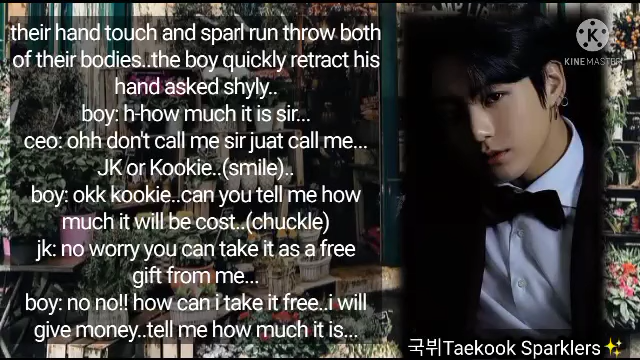 their hand touch and sparl run throw both
of their bodies..the boy quickly retract his
hand asked shyly..
boy: h-how much it is sir...
ceo: ohh don't call me sir juat call me...
JK or Kookie..(smile)..
boy: okk kookie..can you tell me how
much it will be cost..(chuckle)
jk: no worry you can take it as a free
gift from me...
boy: no no!! how can i take it free..i will
give money..tell me how much it is...
K
KINEMASTER
국뷔Taekook Sparklers✨